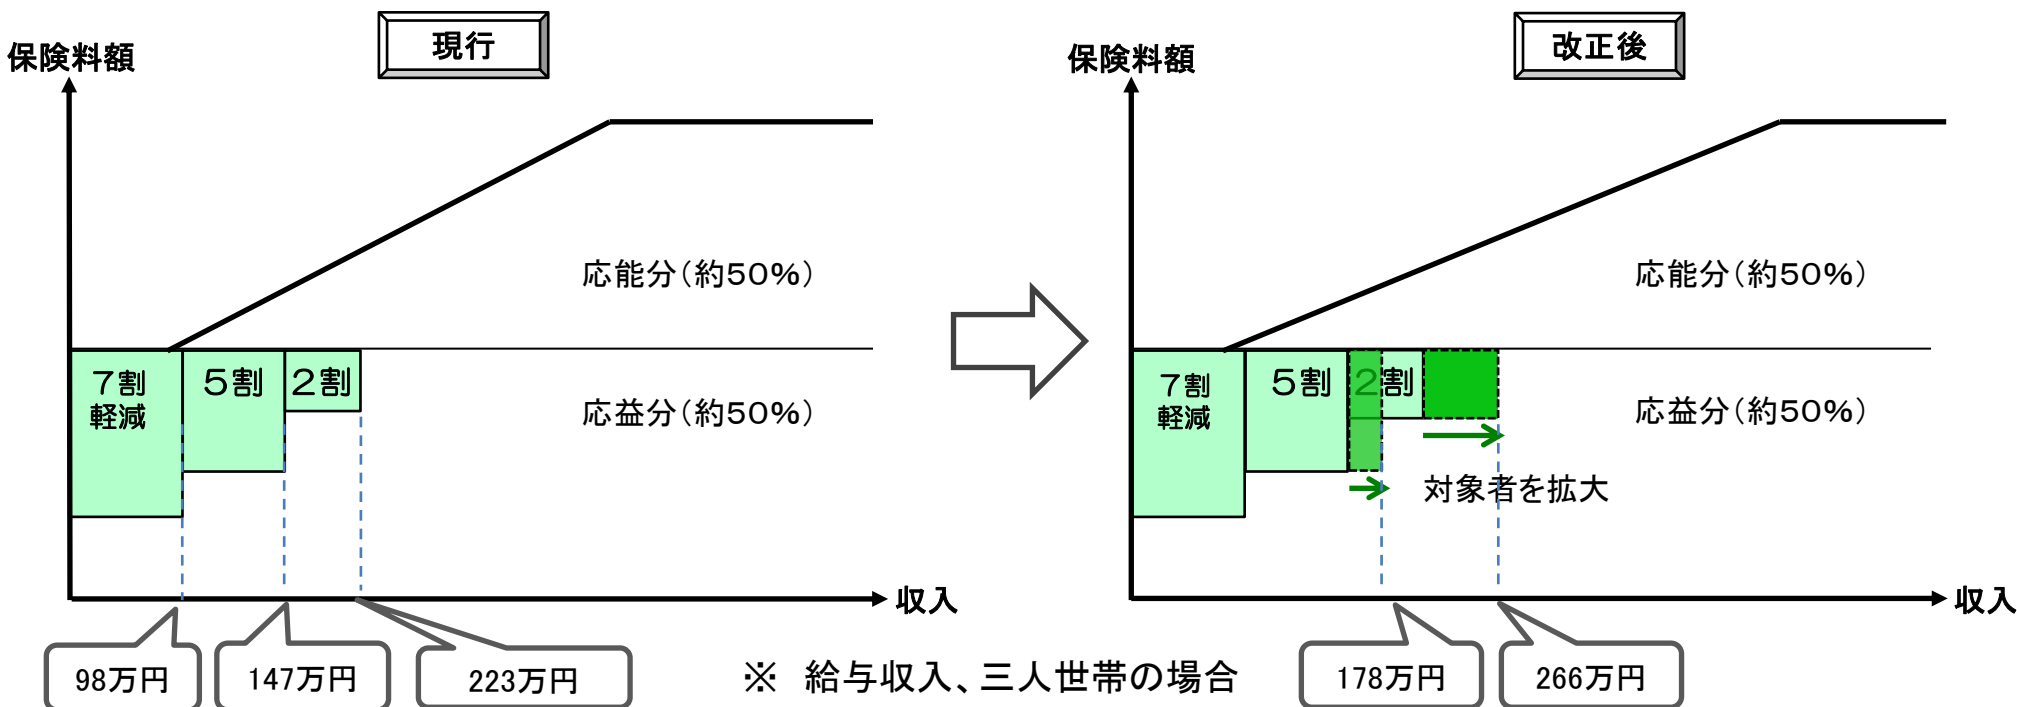 現行
保険料額
応能分(約50%)
7割
軽減
5割
2割
応益分(約50%)
収入
98万円
147万円
223万円
※ 給与収入、三人世帯の場合
改正後
保険料額
応能分(約50%)
7割
軽減
5割
2割
応益分(約50%)
対象者を拡大
収入
178万円
266万円